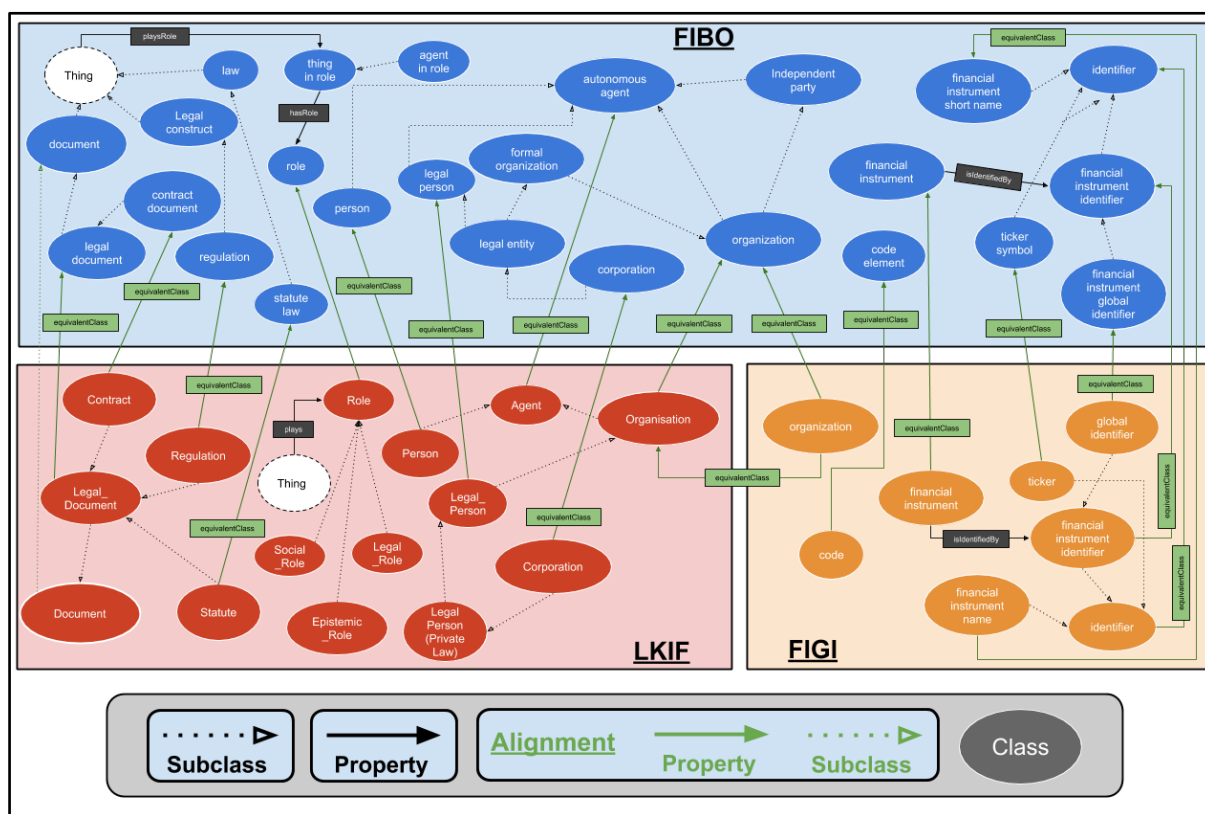 FIBO
playsRole
equivalentClass
Thing
law
thing
in role
agent
in role
autonomous
agent
Independent
party
financial
instrument
short name
identifier
hasRole
document
Legal
construct
role
legal
person
formal
organization
financial
instrument
isIdentifiedBy
financial
instrument
identifier
contract
document
person
legal
document
regulation
legal entity
corporation
organization
code
element
ticker
symbol
financial
instrument
global
identifier
statute
law
equivalentClass
equivalentClass
equivalentClass
equivalentClass
equivalentClass
equivalentClass
equivalentClass
equivalentClass
equivalentClass
equivalentClass
equivalentClass
equivalentClass
Contract
Role
Agent
Organisation
plays
Regulation
Person
Thing
Legal_
Document
Legal_
Person
equivalentClass
equivalentClass
equivalentClass
Social
_Role
Legal
_Role
Corporation
Document
Statute
Epistemic
_Role
Legal
Person
(Private
Law)
LKIF
organization
global
identifier
equivalentClass
equivalentClass
equivalentClass
financial
instrument
ticker
isIdentifiedBy
financial
instrument
identifier
code
equivalentClass
financial
instrument
name
identifier
FIGI
Subclass
Property
Alignment
Property
Subclass
Class